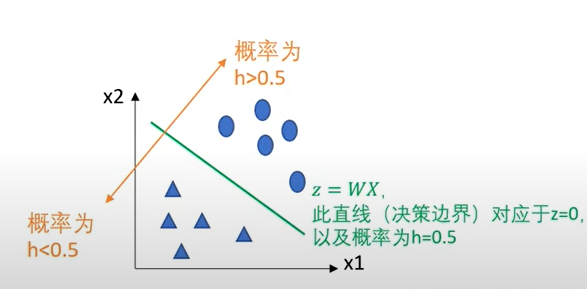 概率为
h>0.5
x2
z = WX,
此直线（决策边界）对应于z=0,
以及概率为h=0.5
概率为
h<0.5
x1